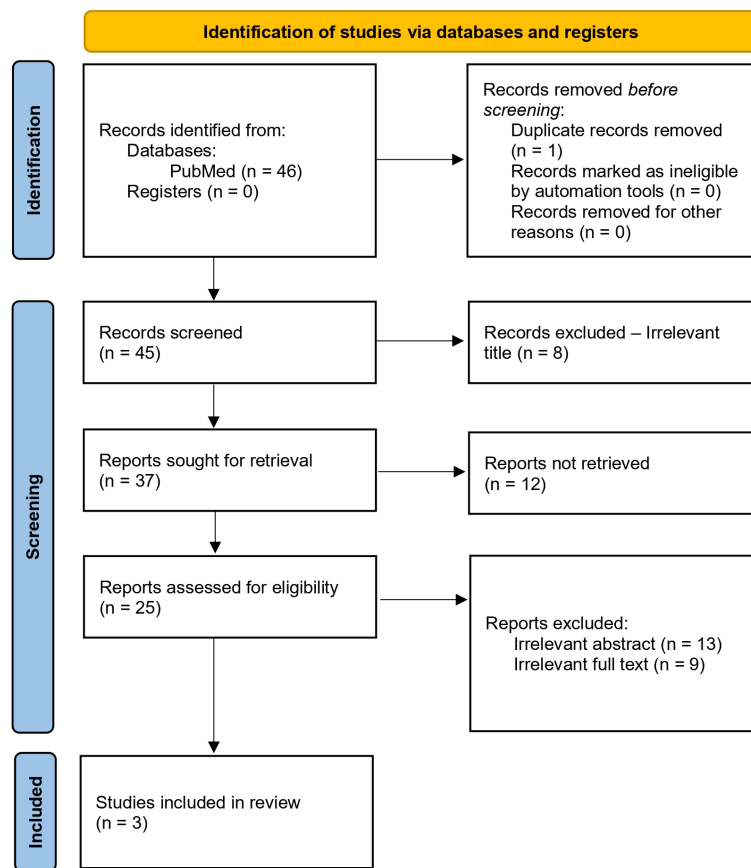 Identification of studies via databases and registers
Identification
Records identified from:
Databases:
PubMed (n = 46)
Registers (n = 0)
Records removed before
screening:
Duplicate records removed
(n = 1)
Records marked as ineligible
by automation tools (n = 0)
Records removed for other
reasons (n = 0)
Screening
Records screened
(n = 45)
Records excluded – Irrelevant
title (n = 8)
Reports sought for retrieval
(n = 37)
Reports not retrieved
(n = 12)
Reports assessed for eligibility
(n = 25)
Reports excluded:
Irrelevant abstract (n = 13)
Irrelevant full text (n = 9)
Included
Studies included in review
(n = 3)